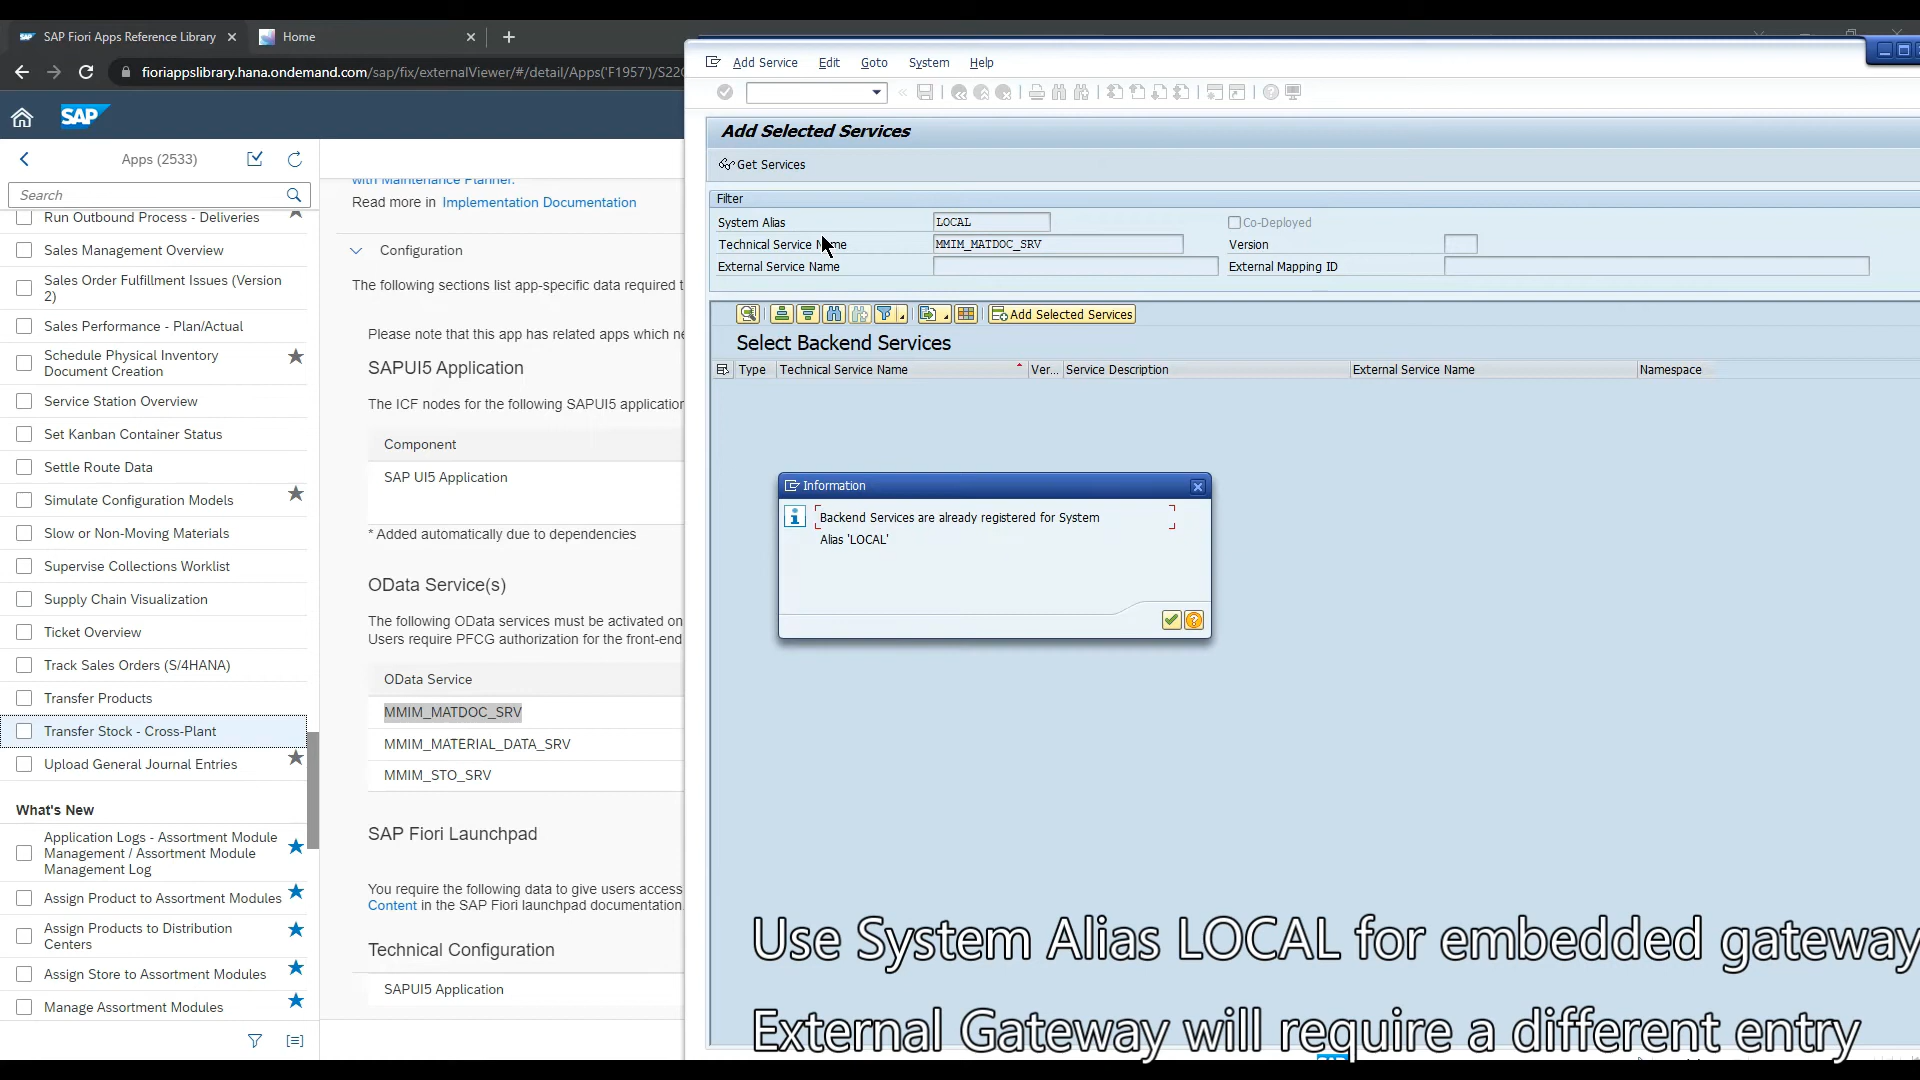 SAP Fiori Apps Reference Library
Home
fioriappslibrary.hana.ondemand.com/sap/fix/externalViewer/#/detail/Apps('F1957')/S22O
SAP
Apps (2533)
Search
Run Outbound Process - Deliveries
Sales Management Overview
Sales Order Fulfillment Issues (Version
2)
Sales Performance - Plan/Actual
Schedule Physical Inventory
Document Creation
Service Station Overview
Set Kanban Container Status
Settle Route Data
Simulate Configuration Models
Slow or Non-Moving Materials
Supervise Collections Worklist
Supply Chain Visualization
Ticket Overview
Track Sales Orders (S/4HANA)
Transfer Products
Transfer Stock - Cross-Plant
Upload General Journal Entries
What's New
Application Logs - Assortment Module
Management / Assortment Module
Management Log
Assign Product to Assortment Modules
Assign Products to Distribution
Centers
Assign Store to Assortment Modules
Manage Assortment Modules
with Maintenance Planner.
Read more in Implementation Documentation
Configuration
The following sections list app-specific data required t
Please note that this app has related apps which ne
SAPUI5 Application
The ICF nodes for the following SAPUI5 application
Component
SAP UI5 Application
* Added automatically due to dependencies
OData Service(s)
The following OData services must be activated on
Users require PFCG authorization for the front-end
OData Service
MMIM_MATDOC_SRV
MMIM_MATERIAL_DATA_SRV
MMIM_STO_SRV
SAP Fiori Launchpad
You require the following data to give users access
Content in the SAP Fiori launchpad documentation.
Technical Configuration
SAPUI5 Application
Add Service Edit Goto System Help
Add Selected Services
Get Services
Filter
System Alias LOCAL Co-Deployed
Technical Service Name MMIM_MATDOC_SRV Version
External Service Name External Mapping ID
Add Selected Services
Select Backend Services
Type Technical Service Name Ver... Service Description External Service Name Namespace
Information
Backend Services are already registered for System
Alias 'LOCAL'
Use System Alias LOCAL for embedded gateway
External Gateway will require a different entry